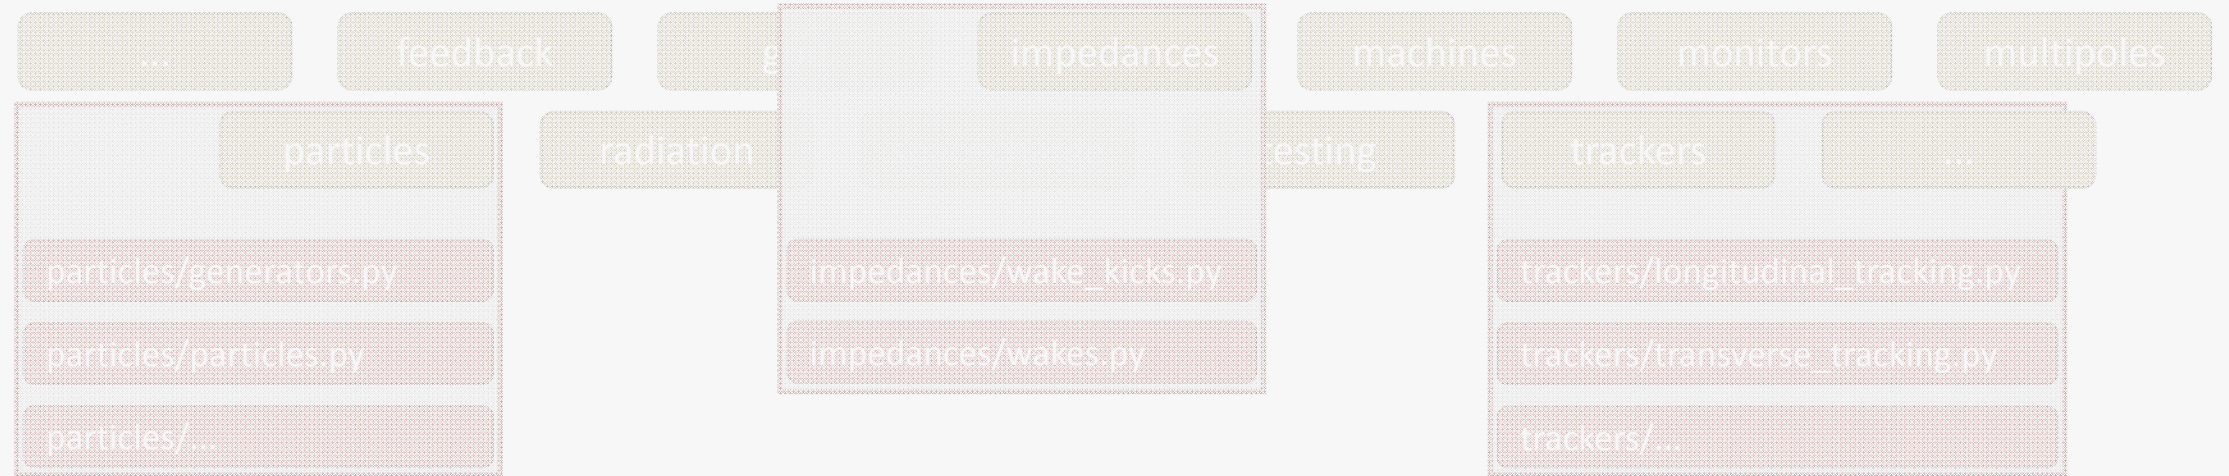 ...
feedback
impedances
machines
monitors
multipoles
particles
radiation
trackers
...
particles/generators.py
impedances/wake_kicks.py
trackers/longitudinal_tracking.py
particles/particles.py
impedances/wakes.py
trackers/transverse_tracking.py
particles/...
trackers/...